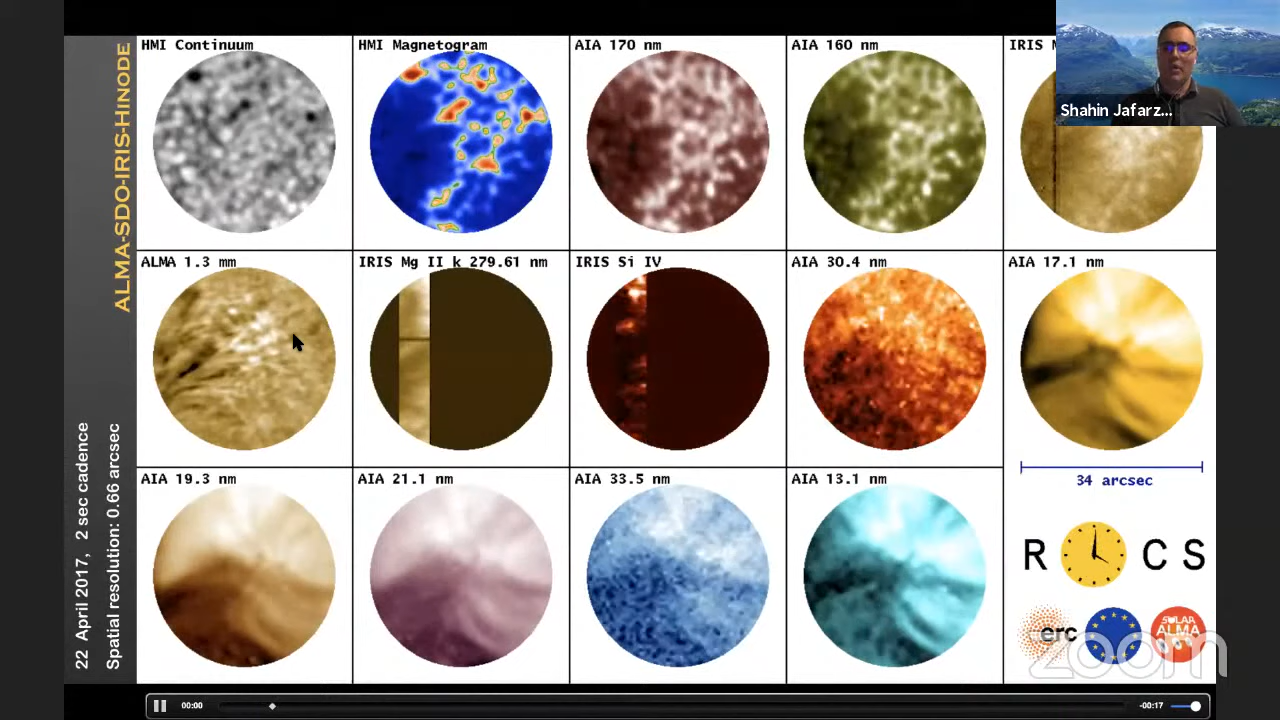 ALMA-SDO-IRIS-HINODE
22 April 2017, 2 sec cadence
Spatial resolution: 0.66 arcsec
HMI Continuum
HMI Magnetogram
AIA 170 nm
AIA 160 nm
IRIS
Shahin Jafarz...
ALMA 1.3 mm
IRIS Mg II k 279.61 nm
IRIS Si IV
AIA 30.4 nm
AIA 17.1 nm
34 arcsec
AIA 19.3 nm
AIA 21.1 nm
AIA 33.5 nm
AIA 13.1 nm
R CS
erc
SOLAR
ALMA
zoom
00:00
-00:17